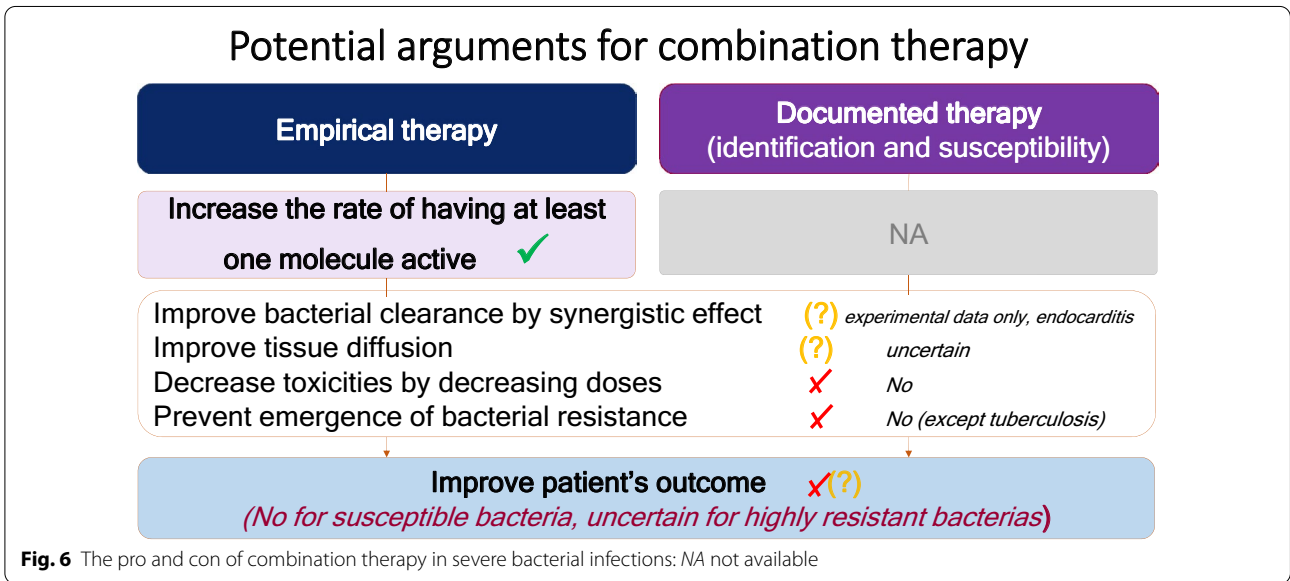 Potential arguments for combination therapy
Empirical therapy
Documented therapy
(identification and susceptibility)
Increase the rate of having at least
one molecule active ✓
NA
Improve bacterial clearance by synergistic effect (?) experimental data only, endocarditis
Improve tissue diffusion (?) uncertain
Decrease toxicities by decreasing doses ✗ No
Prevent emergence of bacterial resistance ✗ No (except tuberculosis)
Improve patient's outcome ✗(?)
(No for susceptible bacteria, uncertain for highly resistant bacterias)
Fig. 6 The pro and con of combination therapy in severe bacterial infections: NA not available